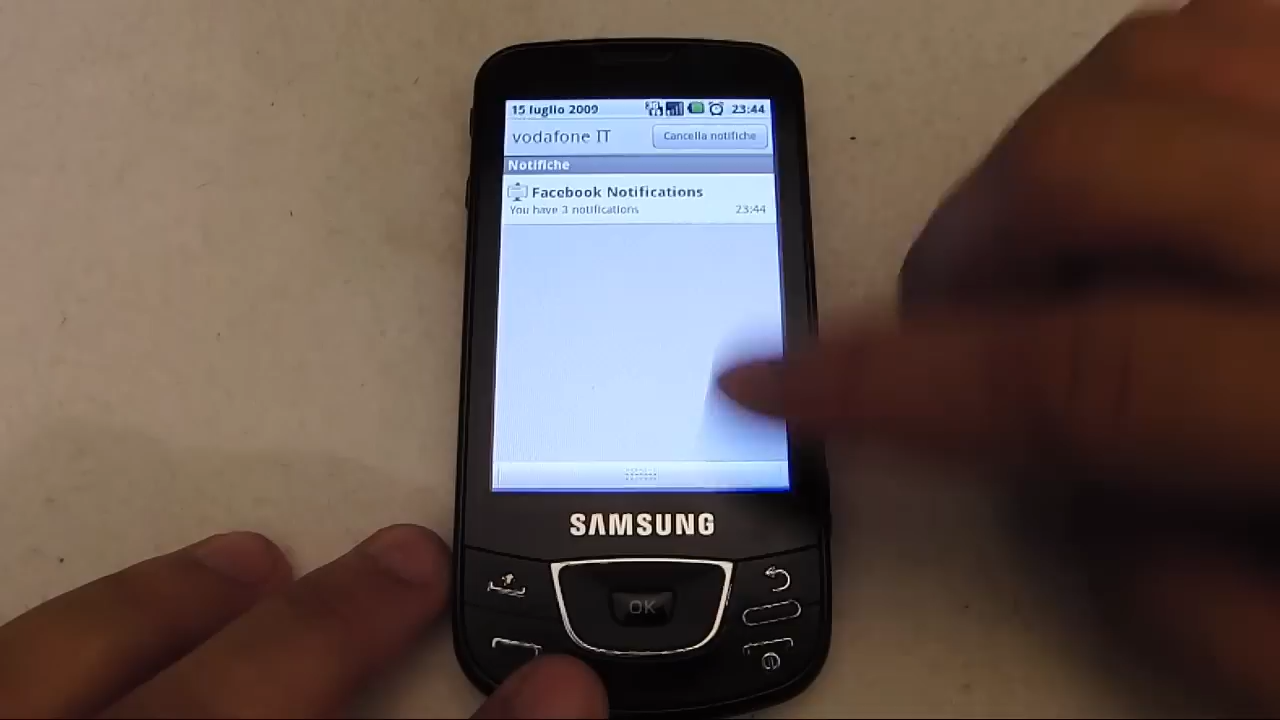 15 luglio 2009 23:44
vodafone IT Cancella notifiche
Notifiche
Facebook Notifications
You have 3 notifications 23:44
SAMSUNG
OK